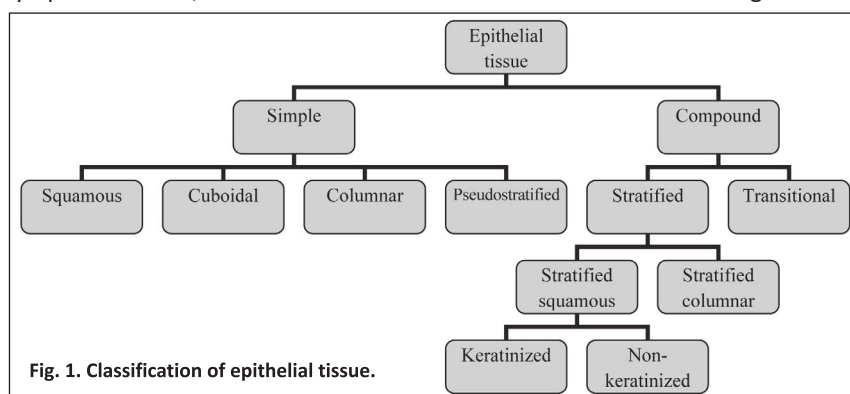 Epithelial
tissue
Simple
Compound
Squamous
Cuboidal
Columnar
Pseudostratified
Stratified
Transitional
Stratified
squamous
Stratified
columnar
Keratinized
Non-
keratinized
Fig. 1. Classification of epithelial tissue.